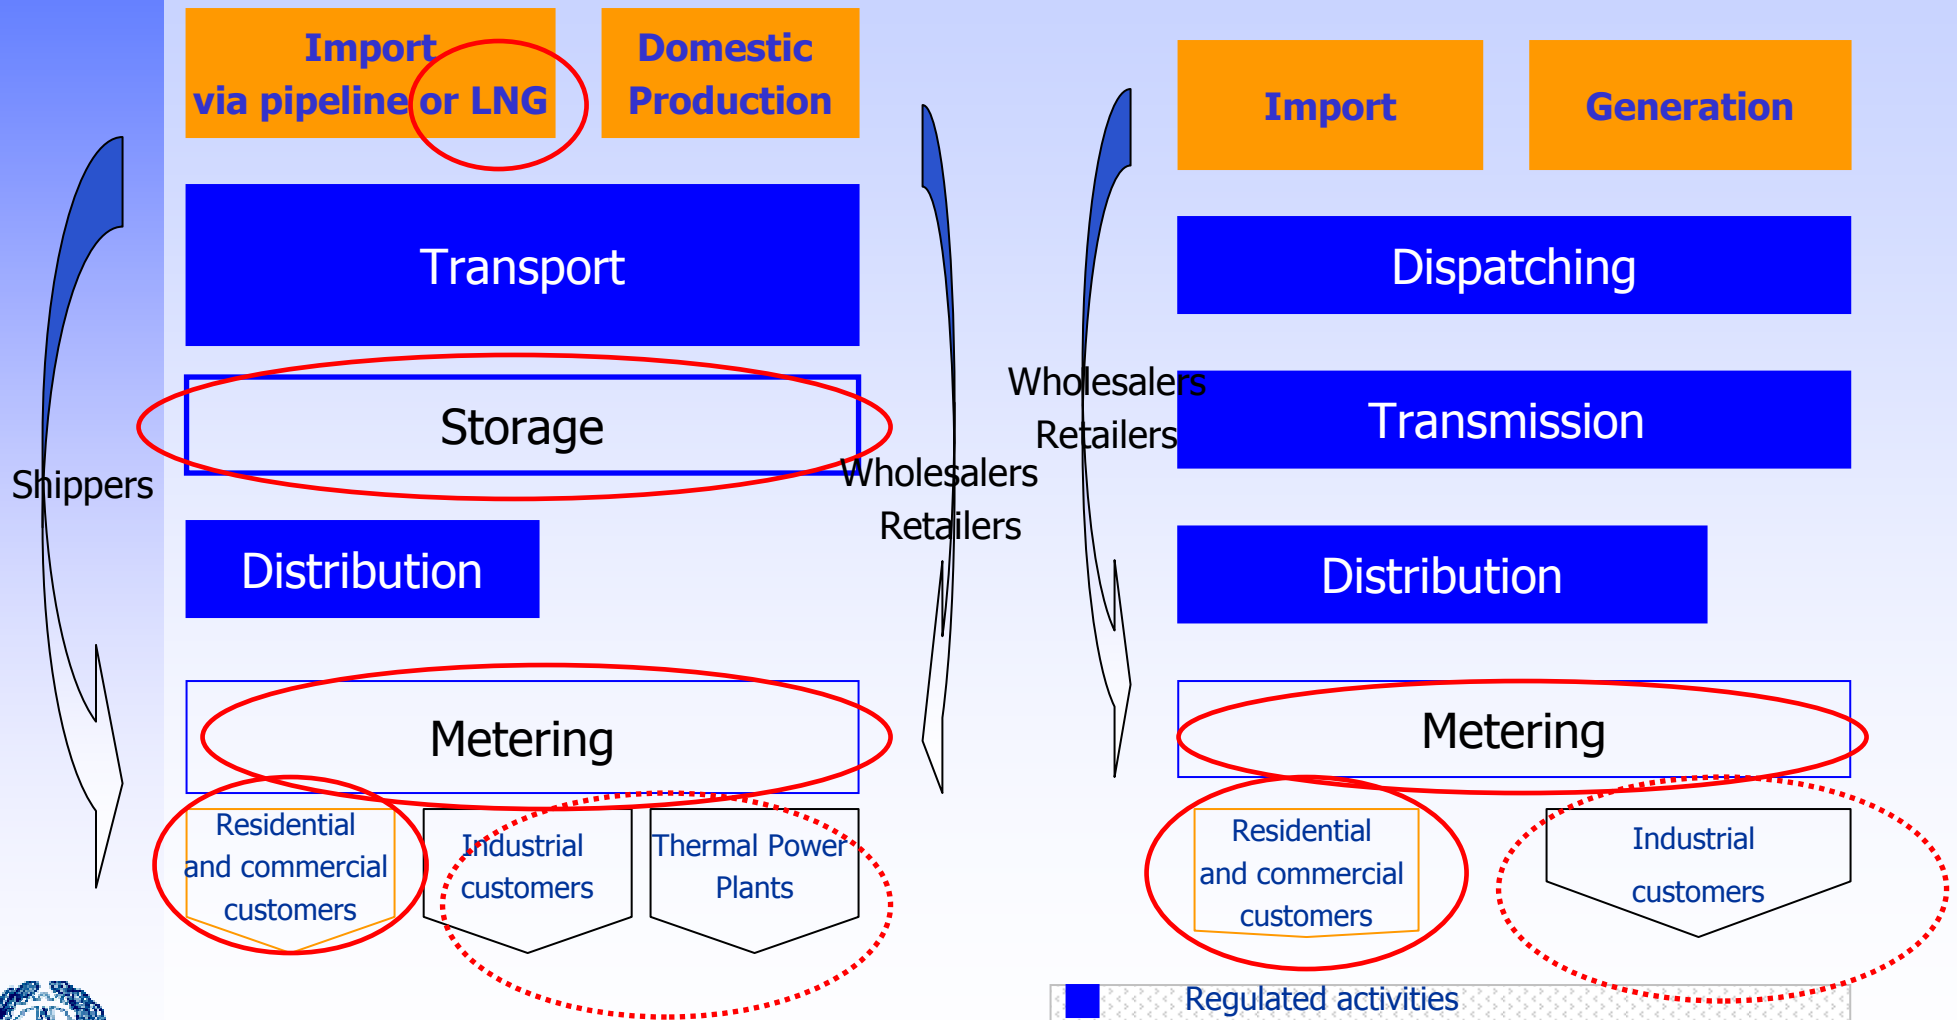 Import
via pipeline or LNG
Domestic
Production
Transport
Storage
Shippers
Wholesalers
Retailers
Distribution
Metering
Residential
and commercial
customers
Industrial
customers
Thermal Power
Plants
Import
Generation
Dispatching
Wholesalers
Retailers
Transmission
Distribution
Metering
Residential
and commercial
customers
Industrial
customers
Regulated activities